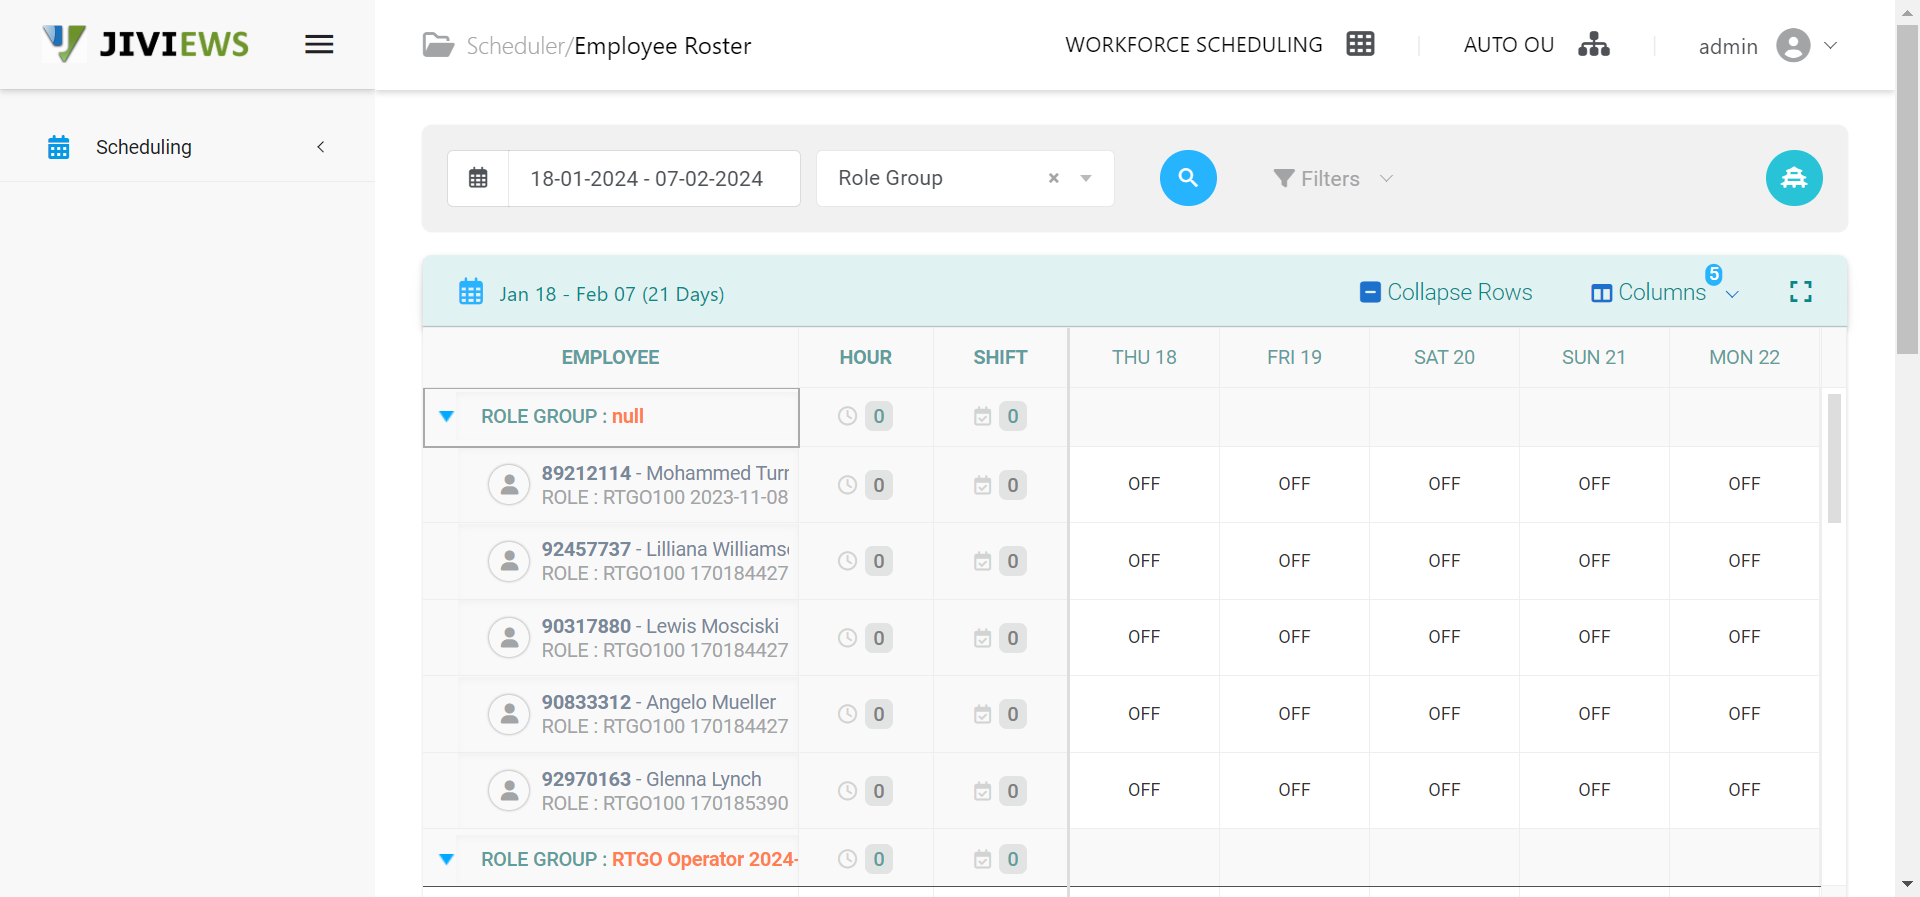 JIVIEWS
Scheduler/Employee Roster
WORKFORCE SCHEDULING
AUTO OU
admin
Scheduling
18-01-2024 - 07-02-2024
Role Group
Filters
Jan 18 - Feb 07 (21 Days)
Collapse Rows
Columns
5
EMPLOYEE HOUR SHIFT THU 18 FRI 19 SAT 20 SUN 21 MON 22
ROLE GROUP : null 0 0
89212114 - Mohammed Turr
ROLE : RTGO100 2023-11-08
0 0 OFF OFF OFF OFF OFF
92457737 - Lilliana Williams
ROLE : RTGO100 170184427
0 0 OFF OFF OFF OFF OFF
90317880 - Lewis Mosciski
ROLE : RTGO100 170184427
0 0 OFF OFF OFF OFF OFF
90833312 - Angelo Mueller
ROLE : RTGO100 170184427
0 0 OFF OFF OFF OFF OFF
92970163 - Glenna Lynch
ROLE : RTGO100 170185390
0 0 OFF OFF OFF OFF OFF
ROLE GROUP : RTGO Operator 2024- 0 0